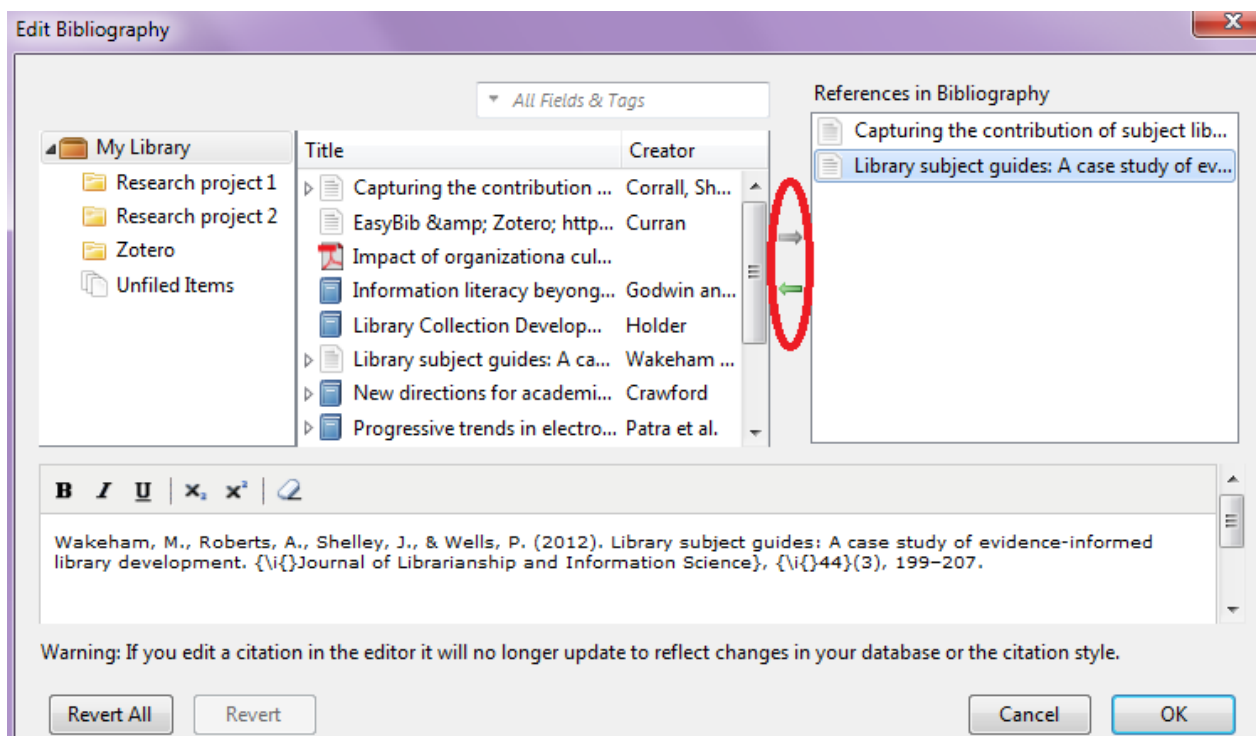 Edit Bibliography
All Fields & Tags
References in Bibliography
Capturing the contribution of subject lib...
Library subject guides: A case study of ev...
My Library
Research project 1
Research project 2
Zotero
Unfiled Items
Title Creator
Capturing the contribution ... Corrall, Sh...
EasyBib &amp; Zotero; http... Curran
Impact of organizationa cul...
Information literacy beyong... Godwin an...
Library Collection Develop... Holder
Library subject guides: A ca... Wakeham ...
New directions for academi... Crawford
Progressive trends in electro... Patra et al.
B I U x₂ x²
Wakeham, M., Roberts, A., Shelley, J., & Wells, P. (2012). Library subject guides: A case study of evidence-informed
library development. {\i{}Journal of Librarianship and Information Science}, {\i{}44}(3), 199–207.
Warning: If you edit a citation in the editor it will no longer update to reflect changes in your database or the citation style.
Revert All Revert Cancel OK